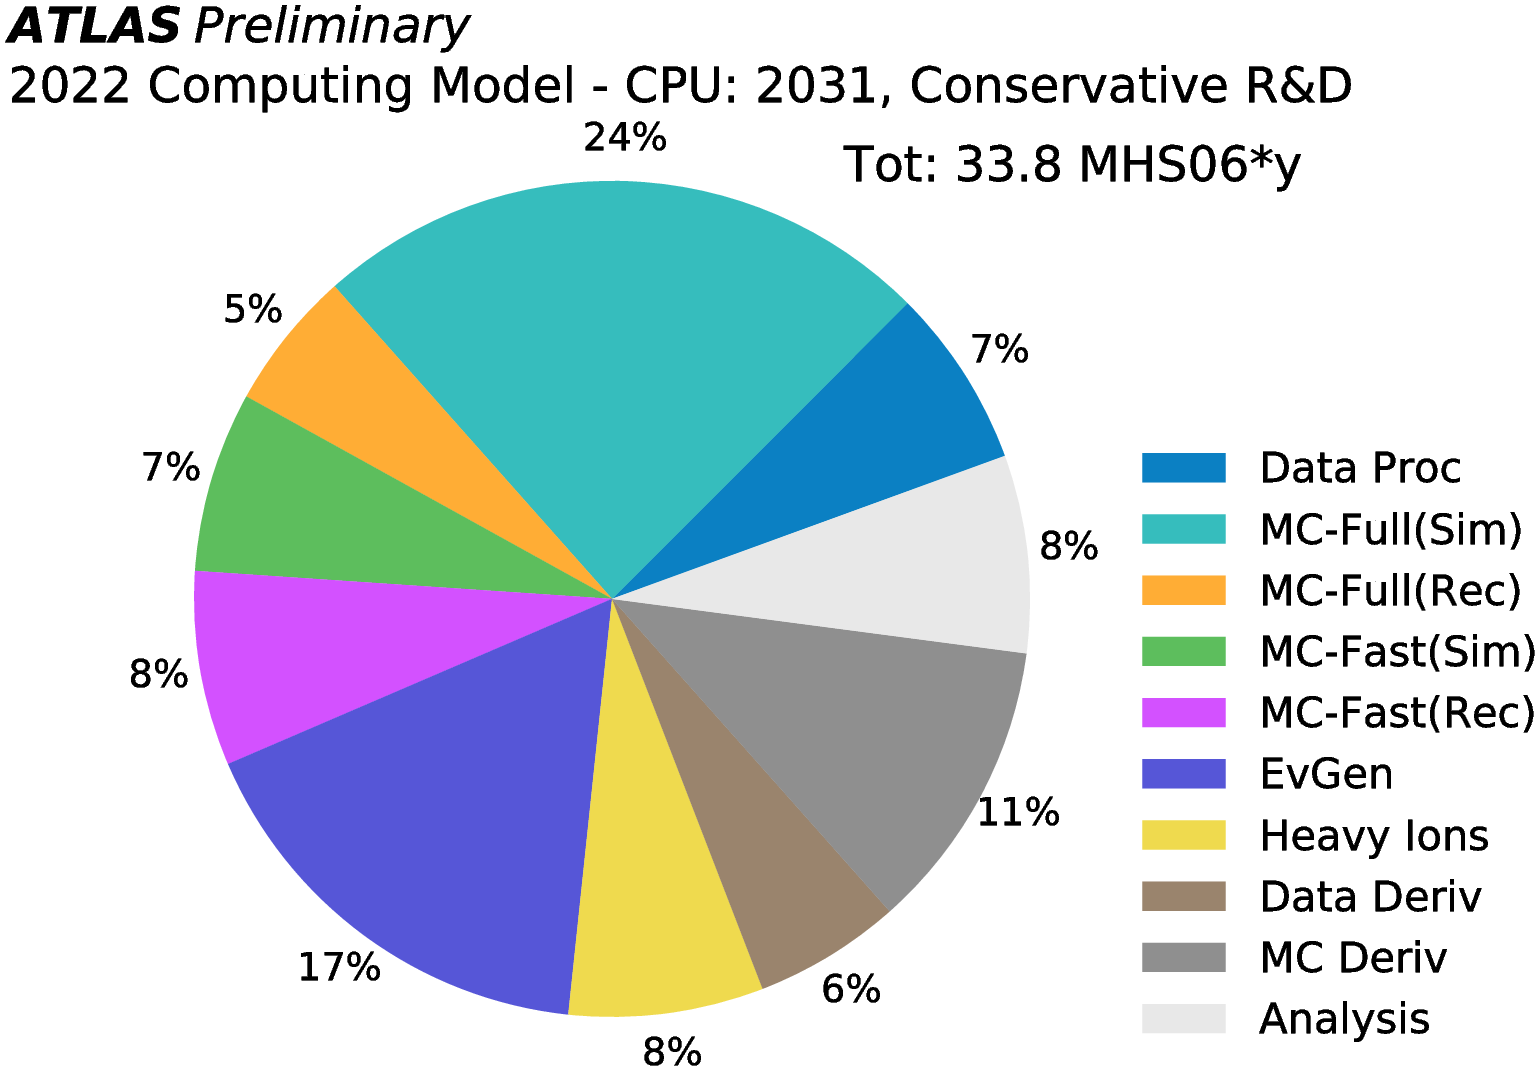 ATLAS Preliminary
2022 Computing Model - CPU: 2031, Conservative R&D
24%
Tot: 33.8 MHS06*y
5%
7%
7%
8%
8%
11%
17%
6%
8%
Data Proc
MC-Full(Sim)
MC-Full(Rec)
MC-Fast(Sim)
MC-Fast(Rec)
EvGen
Heavy Ions
Data Deriv
MC Deriv
Analysis